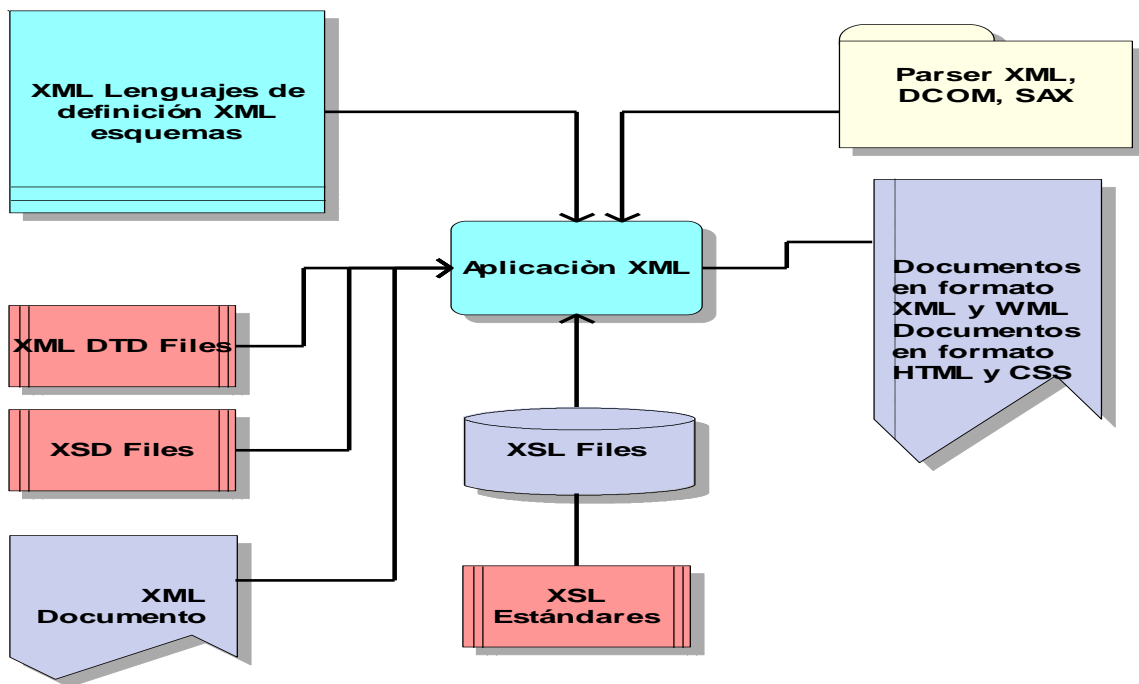 XML Lenguajes de
definición XML
esquemas
Parser XML,
DCOM, SAX
Aplicaciòn XML
Documentos
en formato
XML y WML
Documentos
en formato
HTML y CSS
XML DTD Files
XSD Files
XSL Files
XML
Documento
XSL
Estándares